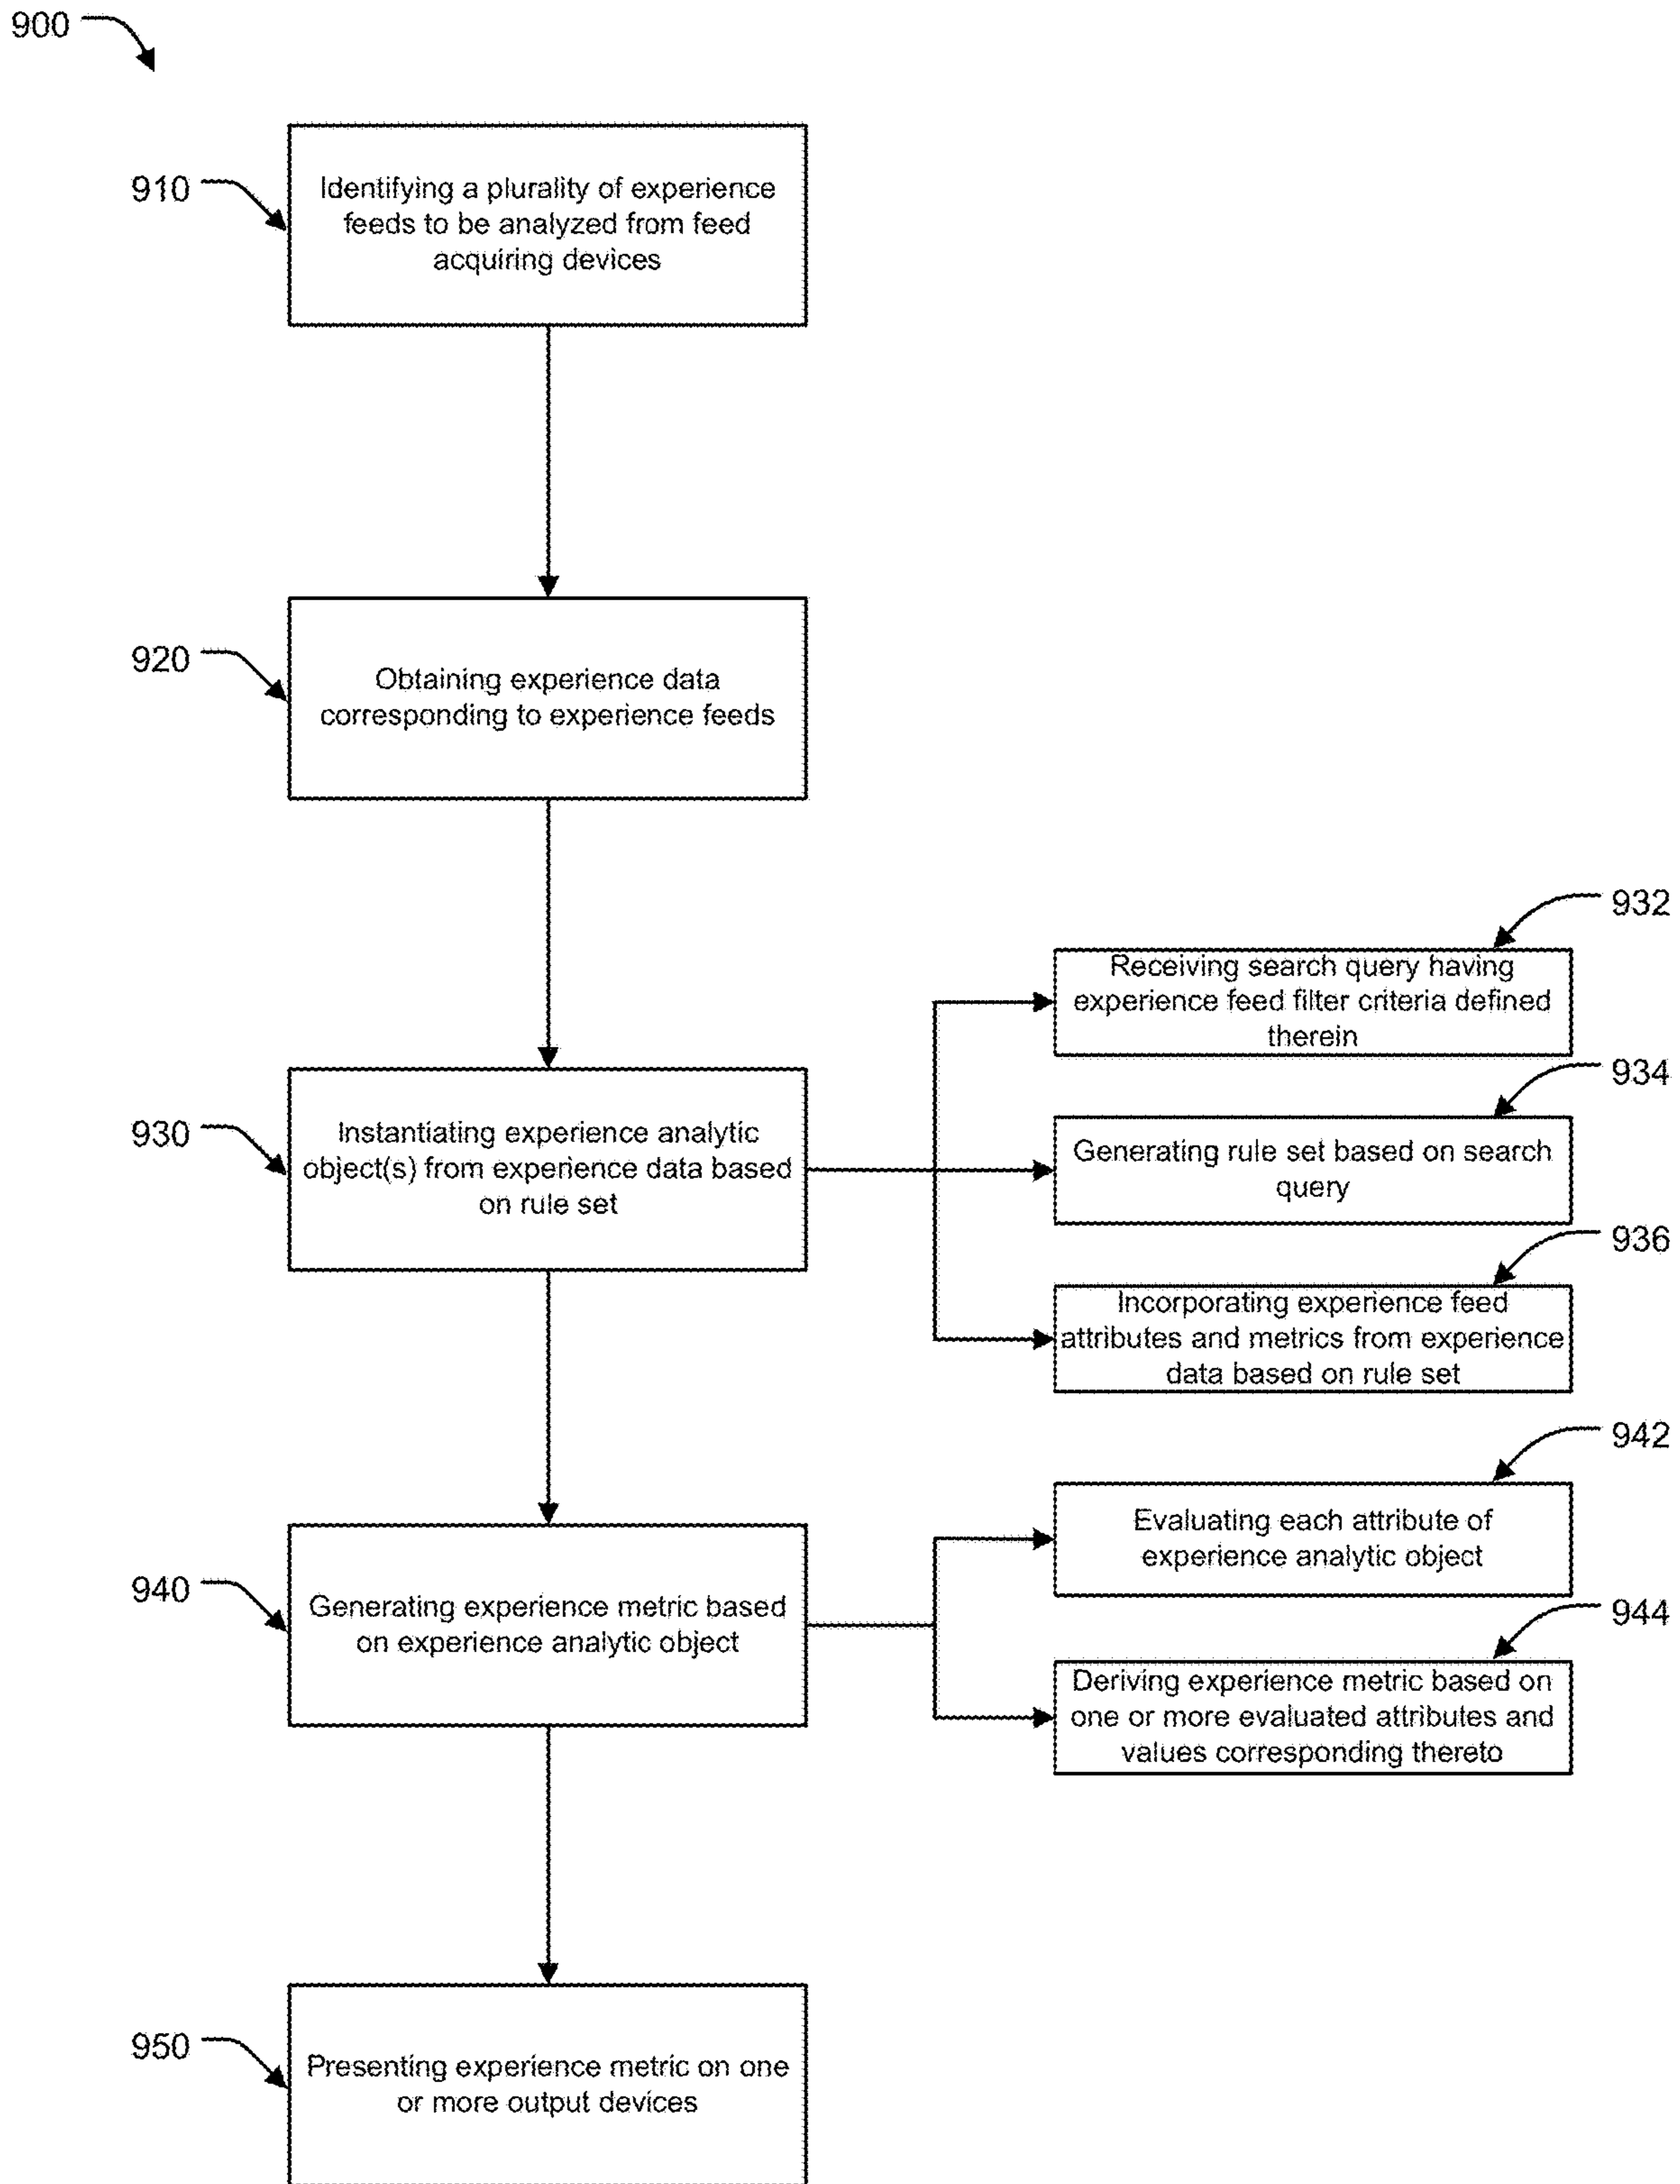 900
910
Identifying a plurality of experience
feeds to be analyzed from feed
acquiring devices
920
Obtaining experience data
corresponding to experience feeds
930
Instantiating experience analytic
object(s) from experience data based
on rule set
932
Receiving search query having
experience feed filter criteria defined
therein
934
Generating rule set based on search
query
936
Incorporating experience feed
attributes and metrics from experience
data based on rule set
940
Generating experience metric based
on experience analytic object
942
Evaluating each attribute of
experience analytic object
944
Deriving experience metric based on
one or more evaluated attributes and
values corresponding thereto
950
Presenting experience metric on one
or more output devices